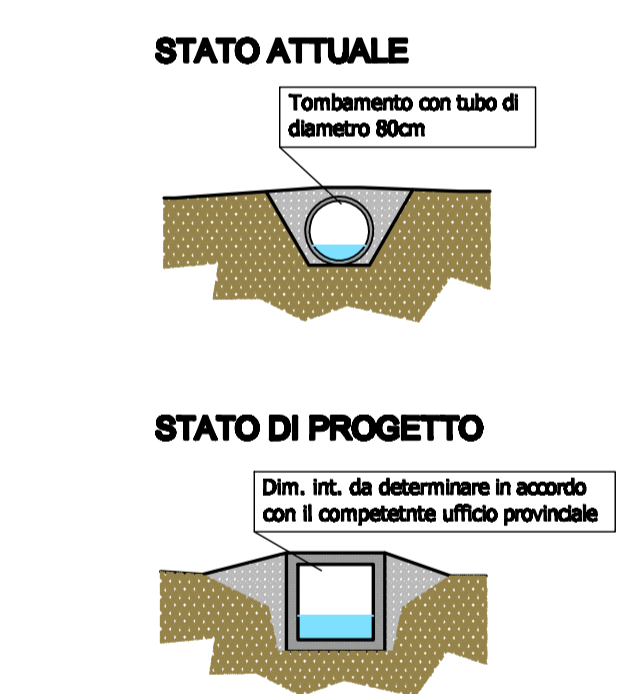 STATO ATTUALE
Tombamento con tubo di
diametro 80cm
STATO DI PROGETTO
Dim. int. da determinare in accordo
con il competetnte ufficio provinciale